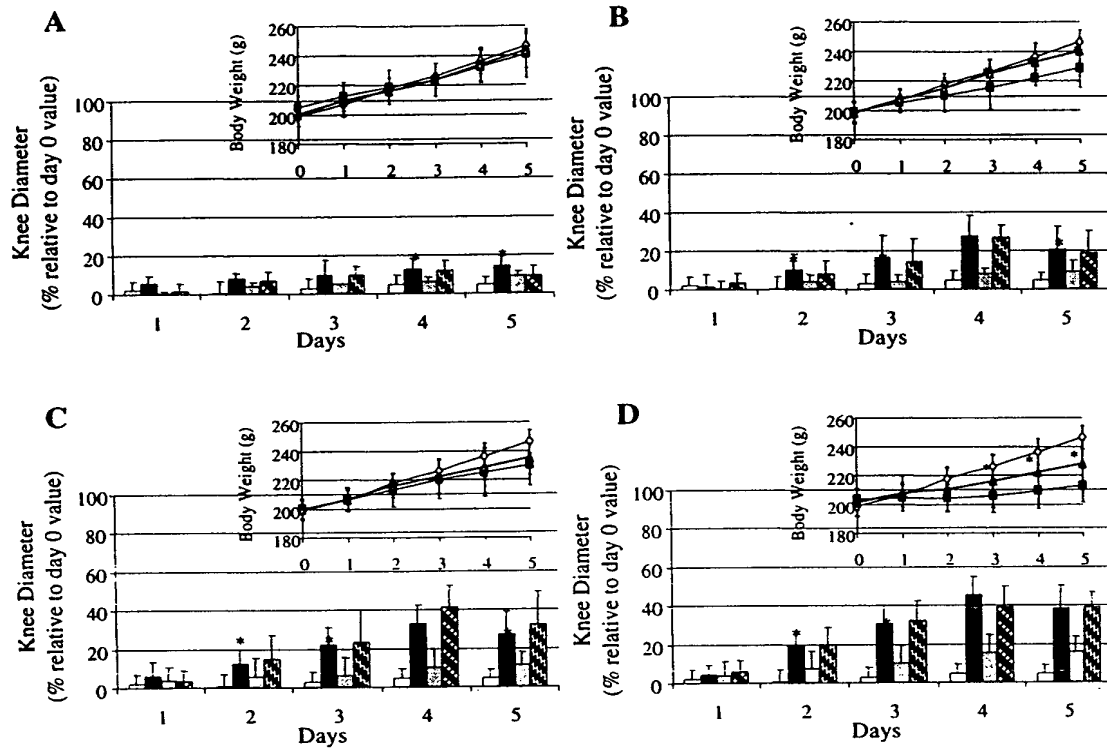 A
Body Weight (g)
260
240
220
200
180
0 1 2 3 4 5
Knee Diameter
(% relative to day 0 value)
100
80
60
40
20
0
* *
1 2 3 4 5
Days
B
Body Weight (g)
260
240
220
200
180
0 1 2 3 4 5
Knee Diameter
(% relative to day 0 value)
100
80
60
40
20
0
* * *
1 2 3 4 5
Days
C
Body Weight (g)
260
240
220
200
180
0 1 2 3 4 5
Knee Diameter
(% relative to day 0 value)
100
80
60
40
20
0
* * *
1 2 3 4 5
Days
D
Body Weight (g)
260
240
220
200
180
* * *
0 1 2 3 4 5
Knee Diameter
(% relative to day 0 value)
100
80
60
40
20
0
* *
1 2 3 4 5
Days